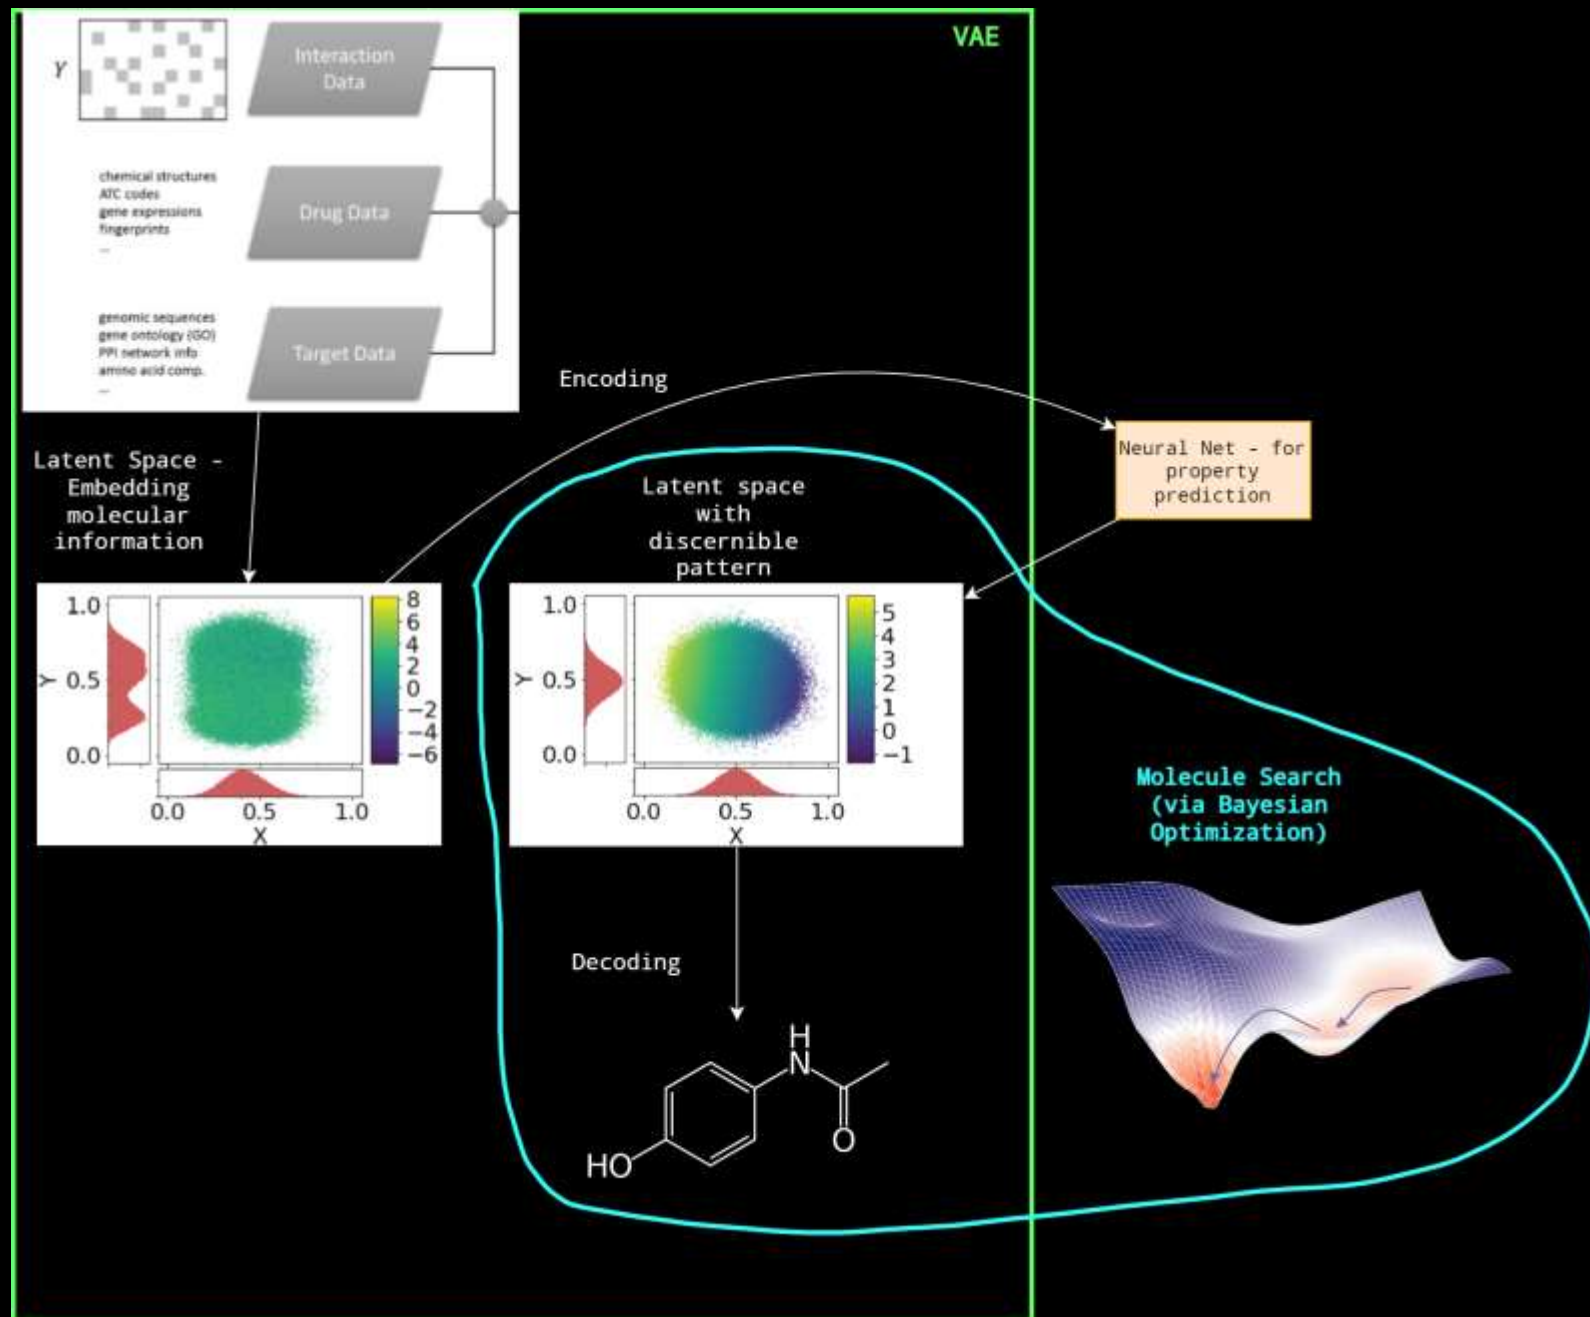 VAE
Y
Interaction
Data
chemical structures
ATC codes
gene expressions
fingerprints
...
Drug Data
genomic sequences
gene ontology (GO)
PPI network info
amino acid comp.
...
Target Data
Encoding
Neural Net - for
property
prediction
Latent Space -
Embedding
molecular
information
Latent space
with
discernible
pattern
1.0
0.5
0.0
Y
0.0
0.5
1.0
X
8
6
4
2
0
−2
−4
−6
1.0
0.5
0.0
Y
0.0
0.5
1.0
X
5
4
3
2
1
0
−1
Molecule Search
(via Bayesian
Optimization)
Decoding
H
N
O
HO